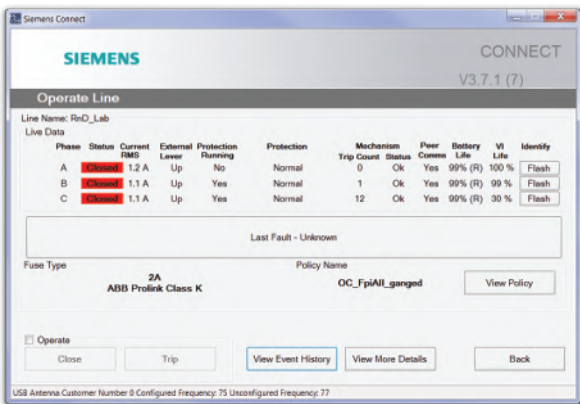 Siemens Connect
SIEMENS
CONNECT
V3.7.1 (7)
Operate Line
Line Name: RnD_Lab
Live Data
Phase Status Current RMS External Lever Protection Running Protection Mechanism Trip Count Status Peer Comms Battery Life VI Life Identify
A Closed 1.2 A Up No Normal 0 Ok Yes 99% (R) 100 % Flash
B Closed 1.1 A Up Yes Normal 1 Ok Yes 99% (R) 99 % Flash
C Closed 1.1 A Up Yes Normal 12 Ok Yes 99% (R) 30 % Flash
Last Fault - Unknown
Fuse Type Policy Name
2A
ABB Prolink Class K
OC_FpiAll_ganged
View Policy
Operate
Close Trip View Event History View More Details Back
USB Antenna Customer Number 0 Configured Frequency: 75 Unconfigured Frequency: 77